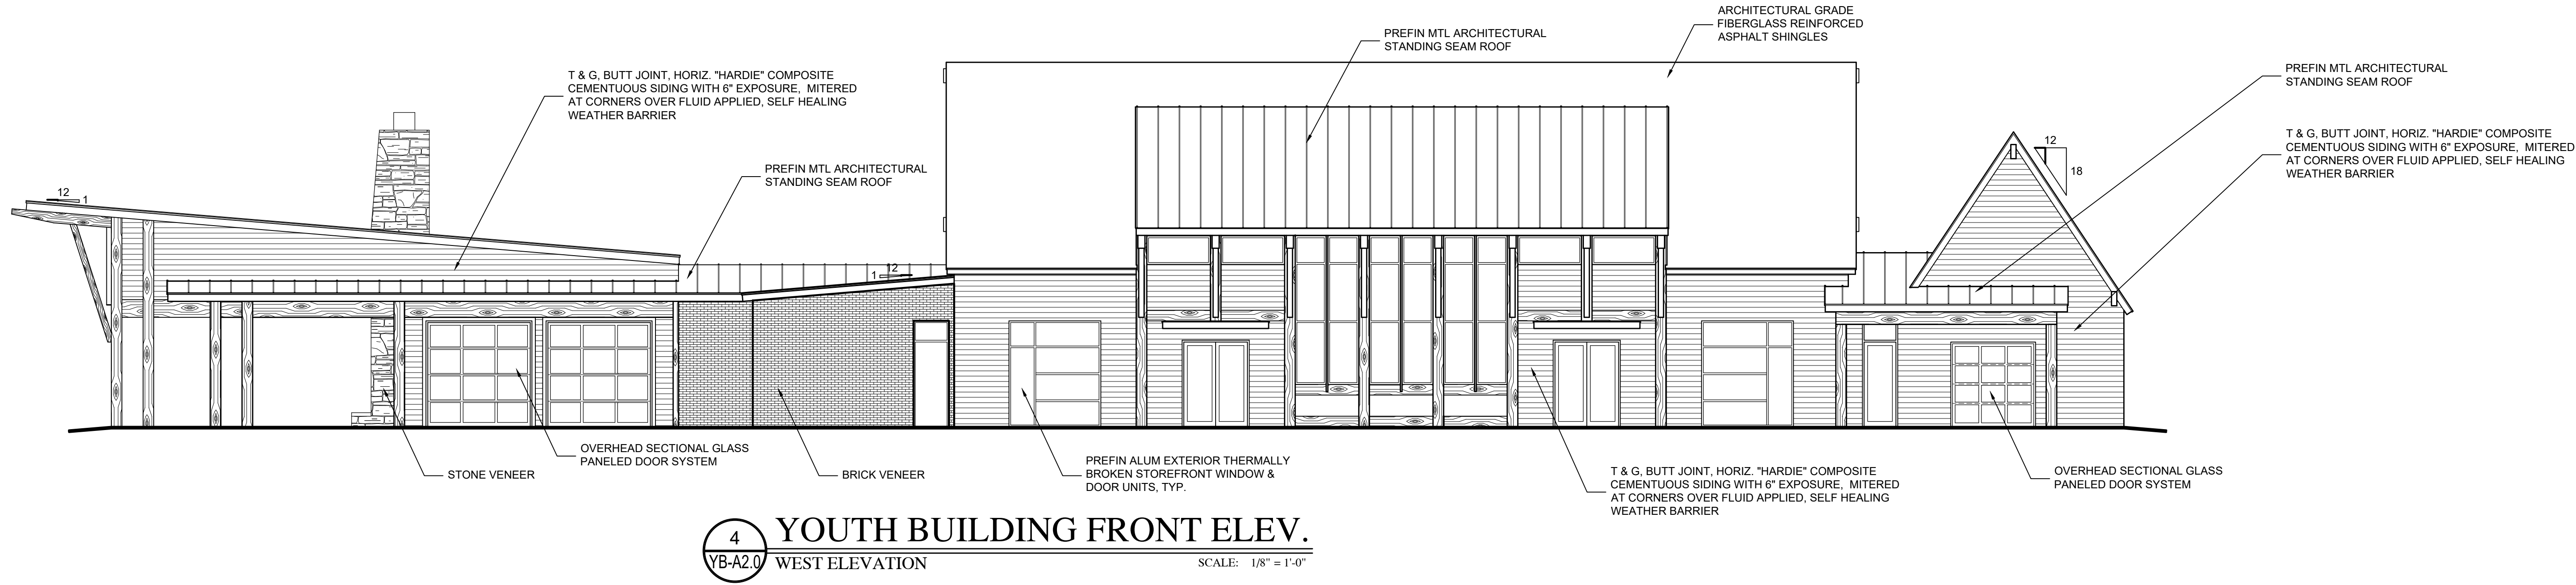 ARCHITECTURAL GRADE
FIBERGLASS REINFORCED
ASPHALT SHINGLES
PREFIN MTL ARCHITECTURAL
STANDING SEAM ROOF
T & G, BUTT JOINT, HORIZ. "HARDIE" COMPOSITE
CEMENTUOUS SIDING WITH 6" EXPOSURE, MITERED
AT CORNERS OVER FLUID APPLIED, SELF HEALING
WEATHER BARRIER
PREFIN MTL ARCHITECTURAL
STANDING SEAM ROOF
T & G, BUTT JOINT, HORIZ. "HARDIE" COMPOSITE
CEMENTUOUS SIDING WITH 6" EXPOSURE, MITERED
AT CORNERS OVER FLUID APPLIED, SELF HEALING
WEATHER BARRIER
12
18
PREFIN MTL ARCHITECTURAL
STANDING SEAM ROOF
12
1
12
1
OVERHEAD SECTIONAL GLASS
PANELED DOOR SYSTEM
STONE VENEER
BRICK VENEER
PREFIN ALUM EXTERIOR THERMALLY
BROKEN STOREFRONT WINDOW &
DOOR UNITS, TYP.
T & G, BUTT JOINT, HORIZ. "HARDIE" COMPOSITE
CEMENTUOUS SIDING WITH 6" EXPOSURE, MITERED
AT CORNERS OVER FLUID APPLIED, SELF HEALING
WEATHER BARRIER
OVERHEAD SECTIONAL GLASS
PANELED DOOR SYSTEM
4
YB-A2.0
YOUTH BUILDING FRONT ELEV.
WEST ELEVATION
SCALE: 1/8" = 1'-0"